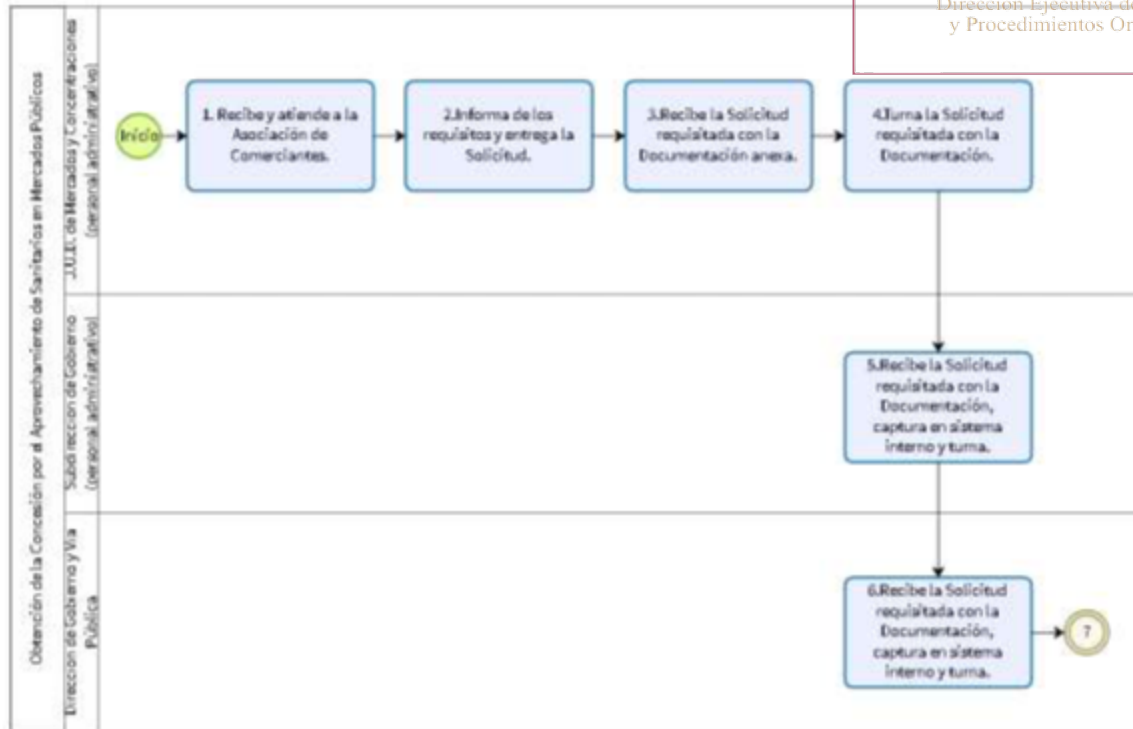 Dirección Ejecutiva de
y Procedimientos Or
Obtención de la Concesión por el Aprovechamiento de Sanitarios en Mercados Públicos
J.U.D. de Mercados y Concentraciones
(personal administrativo)
Inicio
1. Recibe y atiende a la
Asociación de
Comerciantes.
2.Informa de los
requisitos y entrega la
Solicitud.
3.Recibe la Solicitud
requisitada con la
Documentación anexa.
4.Turna la Solicitud
requisitada con la
Documentación.
Subdirección de Gobierno
(personal administrativo)
5.Recibe la Solicitud
requisitada con la
Documentación,
captura en sistema
interno y turna.
Dirección de Gobierno y Vía
Pública
6.Recibe la Solicitud
requisitada con la
Documentación,
captura en sistema
interno y turna.
7